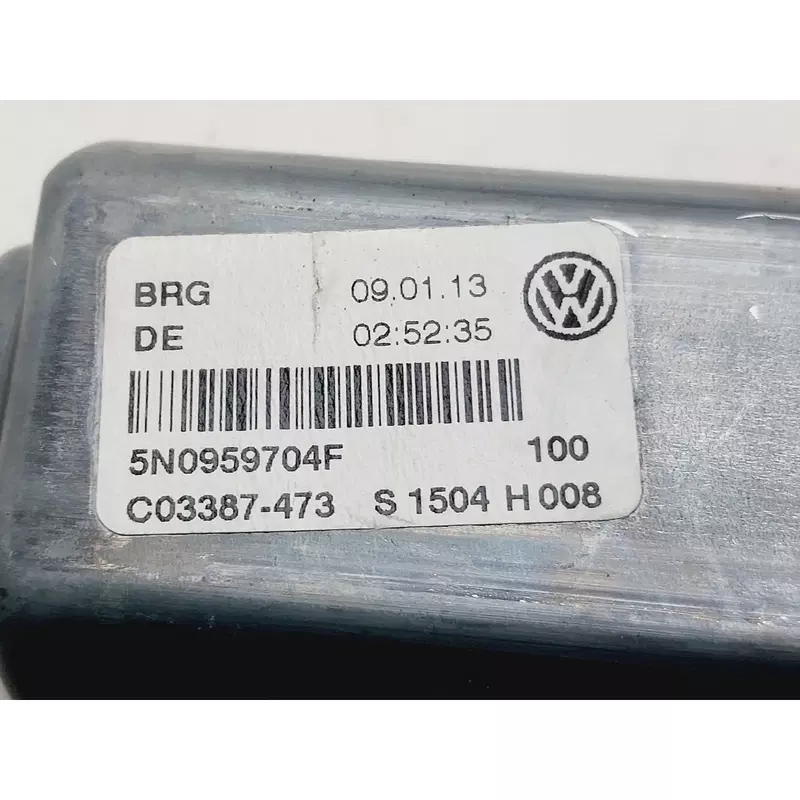 BRG 09.01.13
DE 02:52:35
5N0959704F 100
C03387-473 S 1504 H 008